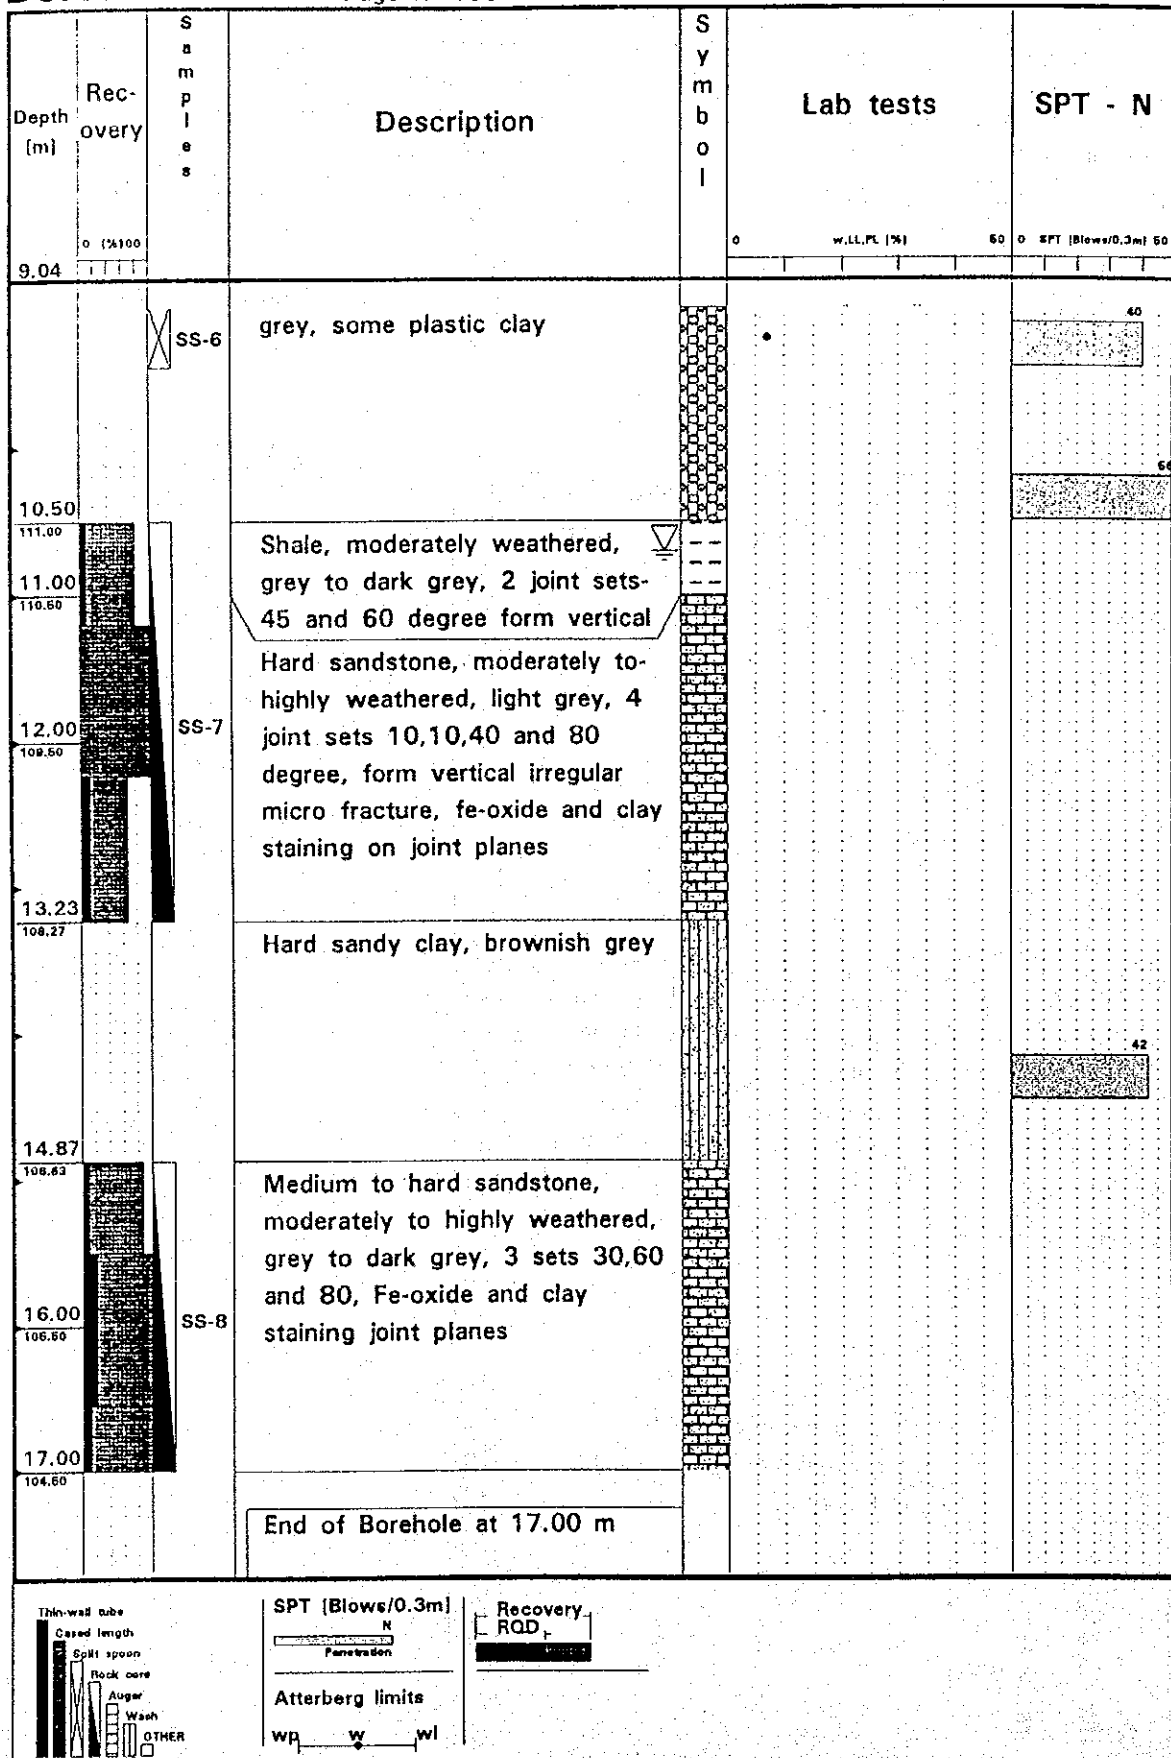 Depth
[m]
Rec-
overy
0 (%100
Samples
Description
Symbol
Lab tests
0 w,LL,PL [%] 60
SPT - N
0 SPT [Blows/0.3m] 50
9.04
SS-6
grey, some plastic clay
40
66
10.50
111.00
Shale, moderately weathered,
grey to dark grey, 2 joint sets-
45 and 60 degree form vertical
11.00
110.50
Hard sandstone, moderately to-
highly weathered, light grey, 4
joint sets 10,10,40 and 80
degree, form vertical irregular
micro fracture, fe-oxide and clay
staining on joint planes
12.00
109.50
SS-7
13.23
108.27
Hard sandy clay, brownish grey
42
14.87
106.63
Medium to hard sandstone,
moderately to highly weathered,
grey to dark grey, 3 sets 30,60
and 80, Fe-oxide and clay
staining joint planes
16.00
SS-8
17.00
End of Borehole at 17.00 m
Thin-wall tube
Cased length
Split spoon
Rock core
Auger
Wash
OTHER
SPT [Blows/0.3m]
N
Penetration
Atterberg limits
wp w wl
Recovery
RQD